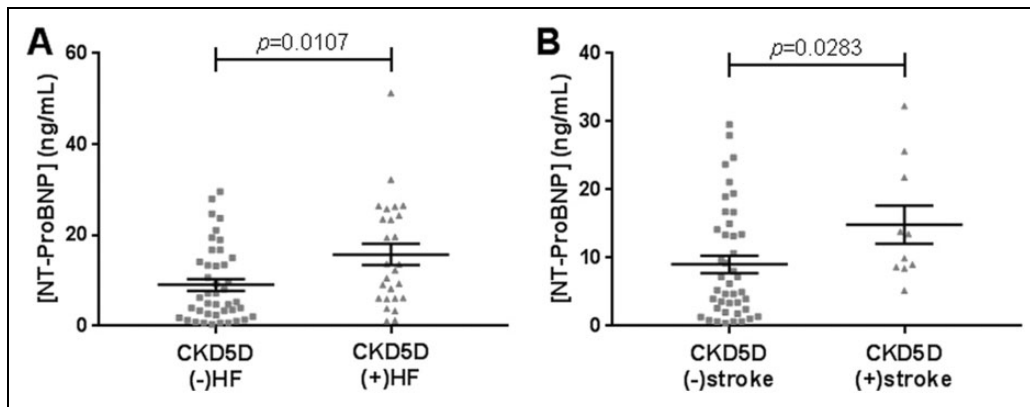 A
p=0.0107
[NT-ProBNP] (ng/mL)
60
40
20
0
CKD5D
(-)HF
CKD5D
(+)HF
B
p=0.0283
[NT-ProBNP] (ng/mL)
40
30
20
10
0
CKD5D
(-)stroke
CKD5D
(+)stroke